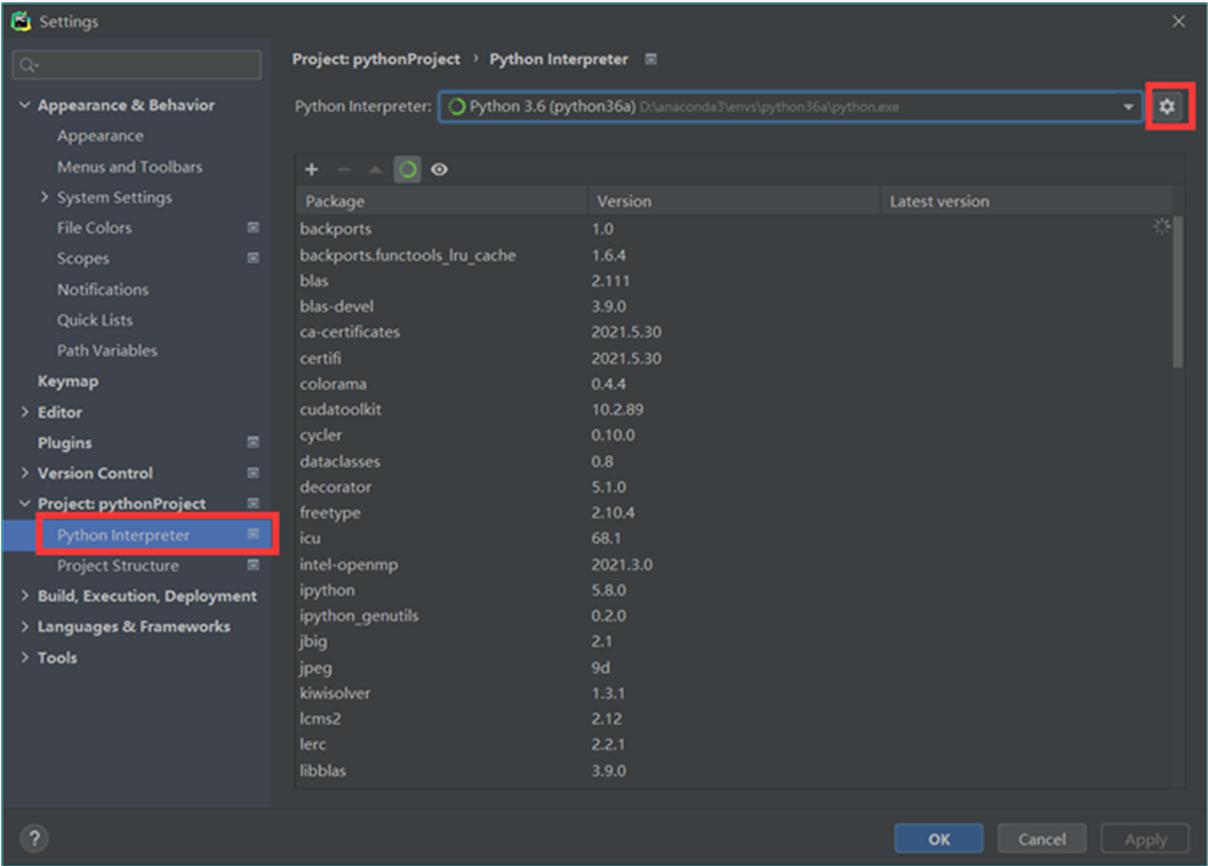 Settings
Appearance & Behavior
Appearance
Menus and Toolbars
System Settings
File Colors
Scopes
Notifications
Quick Lists
Path Variables
Keymap
Editor
Plugins
Version Control
Project: pythonProject
Python Interpreter
Project Structure
Build, Execution, Deployment
Languages & Frameworks
Tools
Project: pythonProject › Python Interpreter
Python Interpreter: Python 3.6 (python36a) D:\anaconda3\envs\python36a\python.exe
Package Version Latest version
backports 1.0
backports.functools_lru_cache 1.6.4
blas 2.111
blas-devel 3.9.0
ca-certificates 2021.5.30
certifi 2021.5.30
colorama 0.4.4
cudatoolkit 10.2.89
cycler 0.10.0
dataclasses 0.8
decorator 5.1.0
freetype 2.10.4
icu 68.1
intel-openmp 2021.3.0
ipython 5.8.0
ipython_genutils 0.2.0
jbig 2.1
jpeg 9d
kiwisolver 1.3.1
lcms2 2.12
lerc 2.2.1
libblas 3.9.0
? OK Cancel Apply